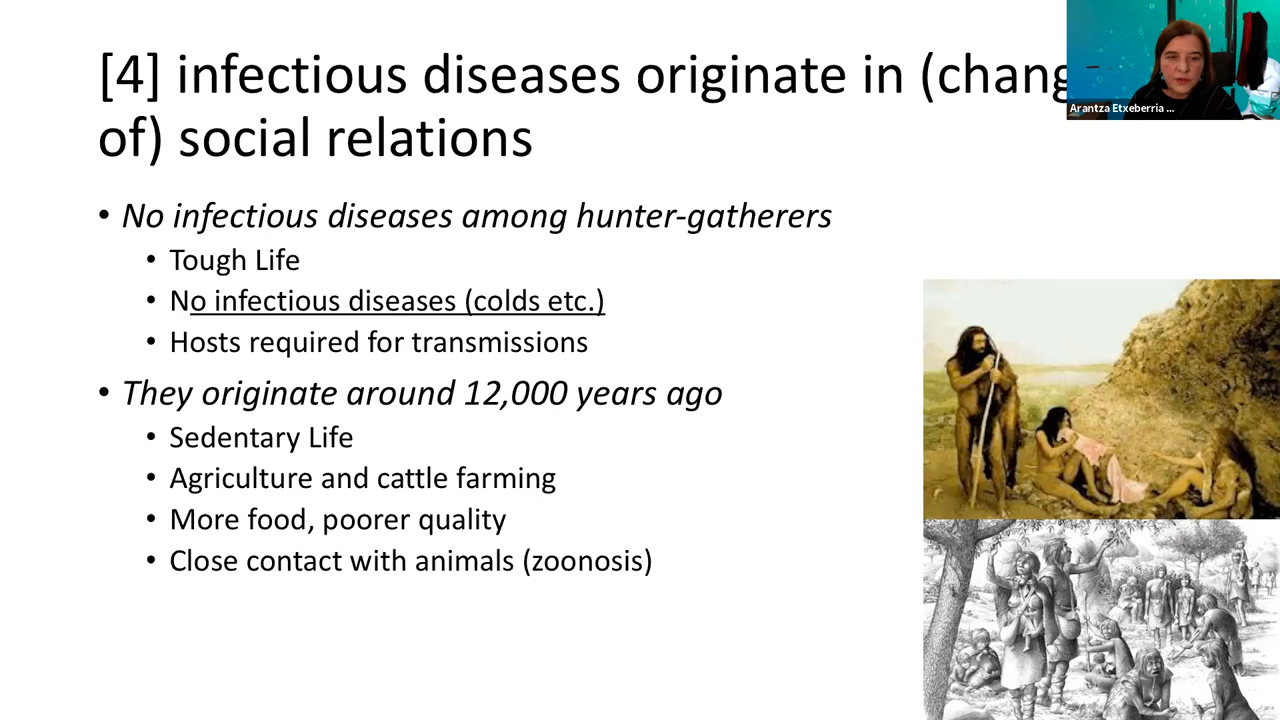 [4] infectious diseases originate in (chang
of) social relations
Arantza Etxeberria ...
• No infectious diseases among hunter-gatherers
• Tough Life
• No infectious diseases (colds etc.)
• Hosts required for transmissions
• They originate around 12,000 years ago
• Sedentary Life
• Agriculture and cattle farming
• More food, poorer quality
• Close contact with animals (zoonosis)